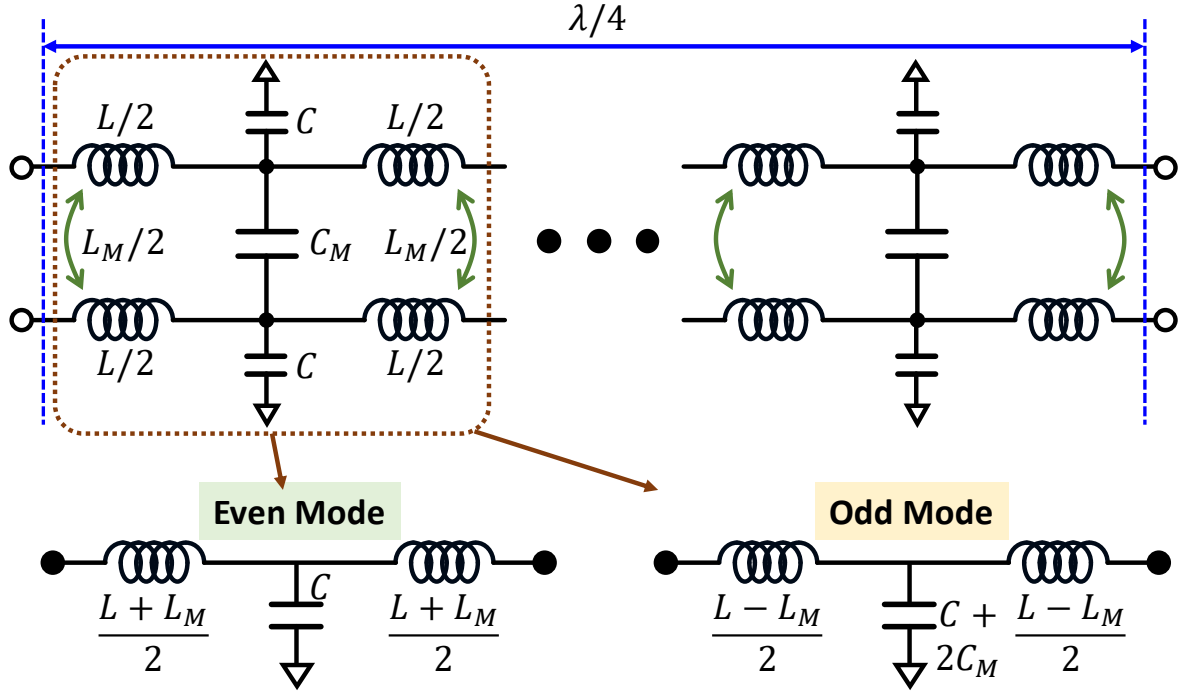 λ/4
C
L/2 L/2
L_M/2 C_M L_M/2
C
L/2 L/2
Even Mode Odd Mode
C
(L + L_M)/2 (L + L_M)/2 (L − L_M)/2 C + 2C_M (L − L_M)/2